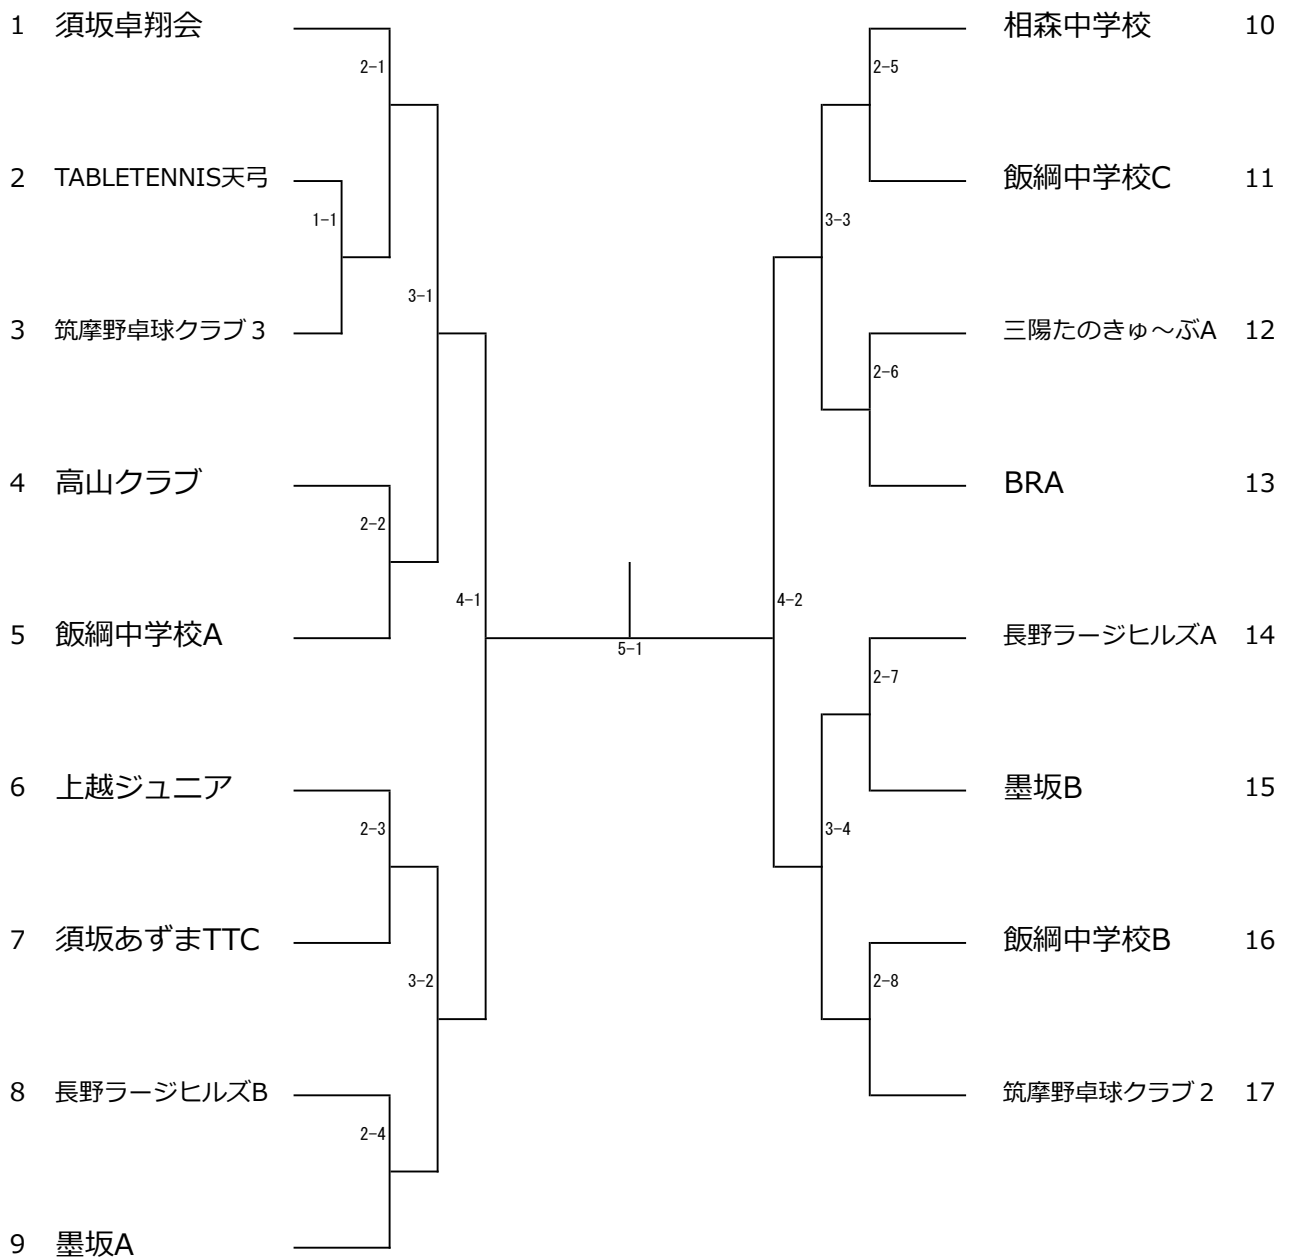 1 須坂卓翔会
2-1
2 TABLETENNIS天弓
1-1
3-1
3 筑摩野卓球クラブ３
4 高山クラブ
2-2
4-1
5 飯綱中学校A
5-1
6 上越ジュニア
2-3
7 須坂あずまTTC
3-2
8 長野ラージヒルズB
2-4
9 墨坂A
相森中学校 10
2-5
飯綱中学校C 11
3-3
三陽たのきゅ～ぶA 12
2-6
BRA 13
4-2
長野ラージヒルズA 14
2-7
墨坂B 15
3-4
飯綱中学校B 16
2-8
筑摩野卓球クラブ２ 17